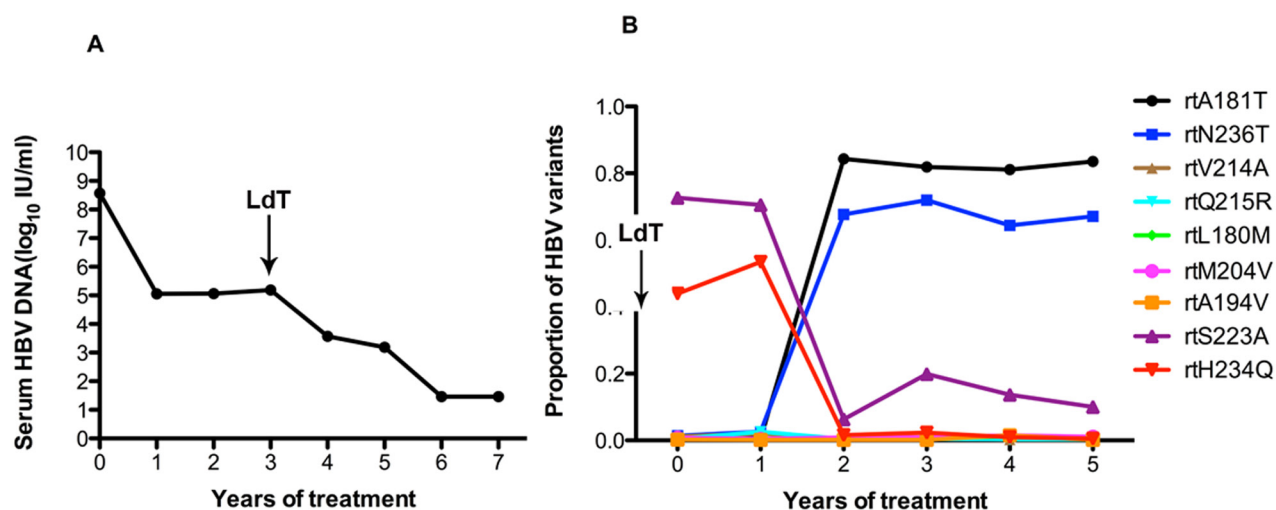 A
B
Serum HBV DNA(log10 IU/ml)
10
9
8
7
6
5
4
3
2
1
0
LdT
0 1 2 3 4 5 6 7
Years of treatment
Proportion of HBV variants
1.0
0.8
0.
LdT
0.
0.2
0.0
0 1 2 3 4 5
Years of treatment
rtA181T
rtN236T
rtV214A
rtQ215R
rtL180M
rtM204V
rtA194V
rtS223A
rtH234Q